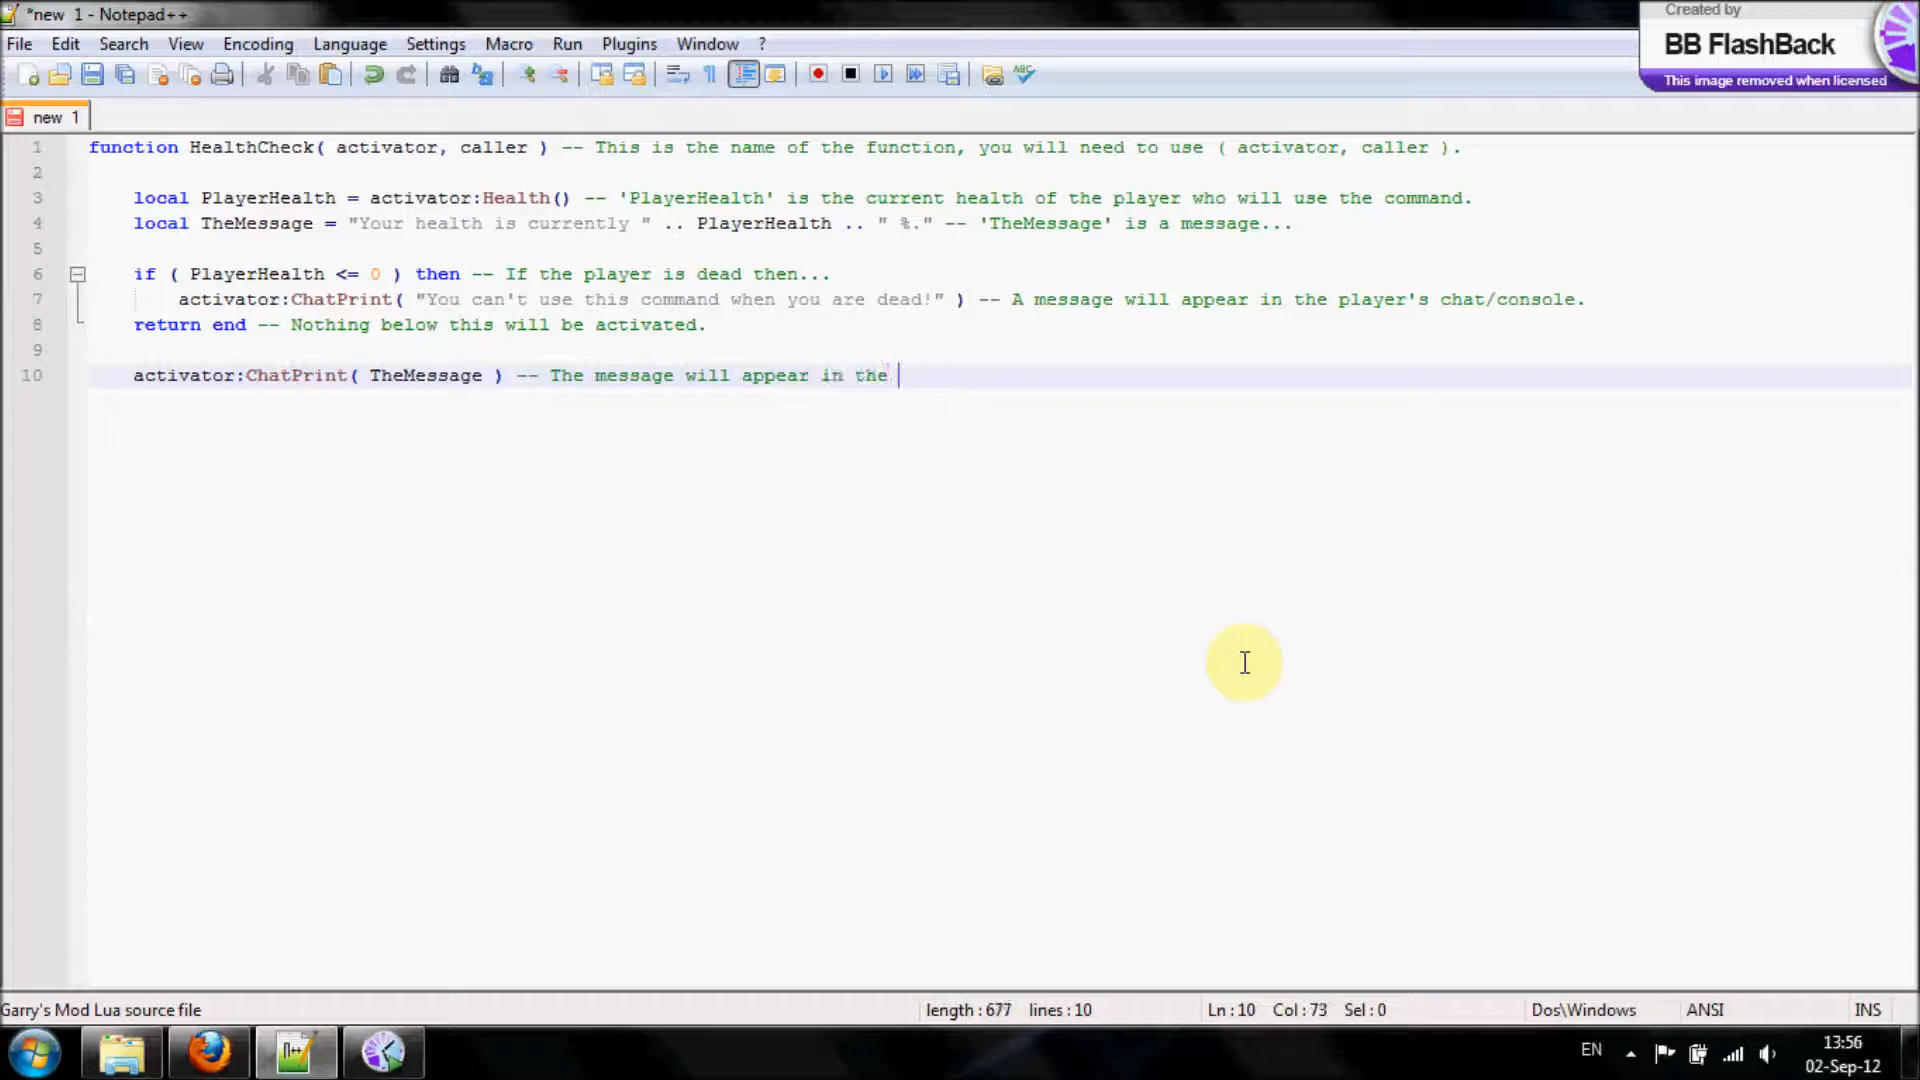 *new 1 - Notepad++
Created by
BB FlashBack
This image removed when licensed
File Edit Search View Encoding Language Settings Macro Run Plugins Window ?
new 1
1 function HealthCheck( activator, caller ) -- This is the name of the function, you will need to use ( activator, caller ).
2
3 local PlayerHealth = activator:Health() -- 'PlayerHealth' is the current health of the player who will use the command.
4 local TheMessage = "Your health is currently " .. PlayerHealth .. " %." -- 'TheMessage' is a message...
5
6 if ( PlayerHealth <= 0 ) then -- If the player is dead then...
7 activator:ChatPrint( "You can't use this command when you are dead!" ) -- A message will appear in the player's chat/console.
8 return end -- Nothing below this will be activated.
9
10 activator:ChatPrint( TheMessage ) -- The message will appear in the
Garry's Mod Lua source file length : 677 lines : 10 Ln : 10 Col : 73 Sel : 0 Dos\Windows ANSI INS
EN
13:56
02-Sep-12